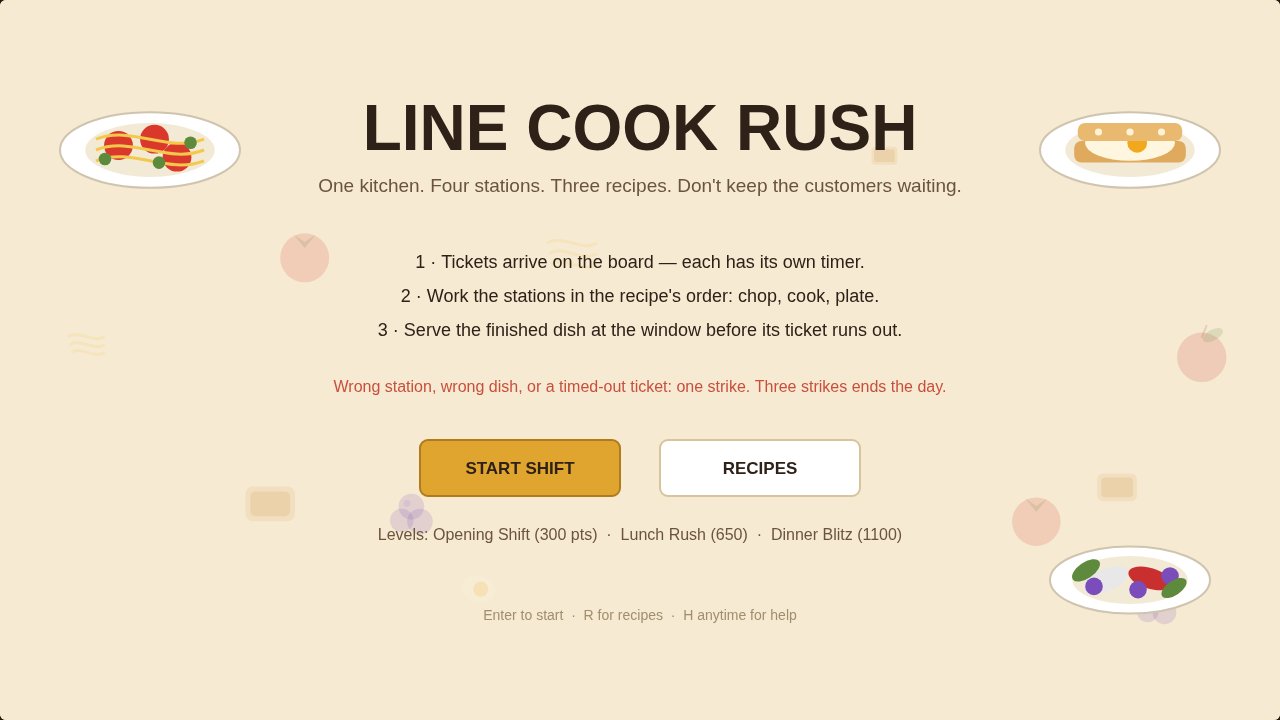 LINE COOK RUSH
One kitchen. Four stations. Three recipes. Don't keep the customers waiting.
1 · Tickets arrive on the board — each has its own timer.
2 · Work the stations in the recipe's order: chop, cook, plate.
3 · Serve the finished dish at the window before its ticket runs out.
Wrong station, wrong dish, or a timed-out ticket: one strike. Three strikes ends the day.
START SHIFT
RECIPES
Levels: Opening Shift (300 pts) · Lunch Rush (650) · Dinner Blitz (1100)
Enter to start · R for recipes · H anytime for help